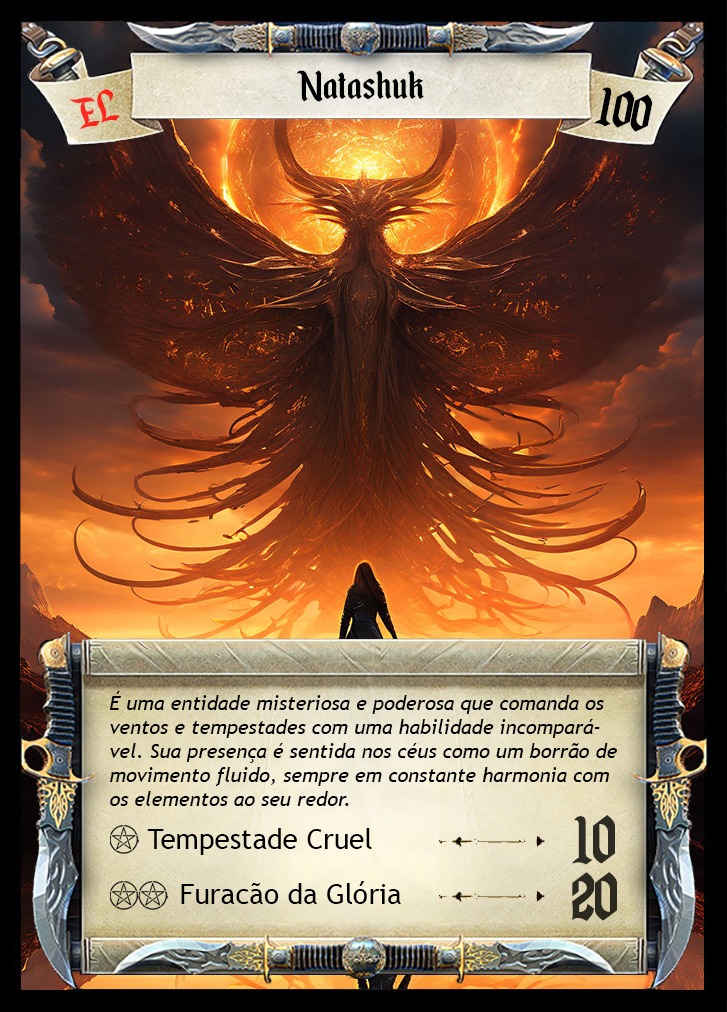 Natashuk
EL
100
É uma entidade misteriosa e poderosa que comanda os
ventos e tempestades com uma habilidade incompará-
vel. Sua presença é sentida nos céus como um borrão de
movimento fluido, sempre em constante harmonia com
os elementos ao seu redor.
Tempestade Cruel 10
Furacão da Glória 20